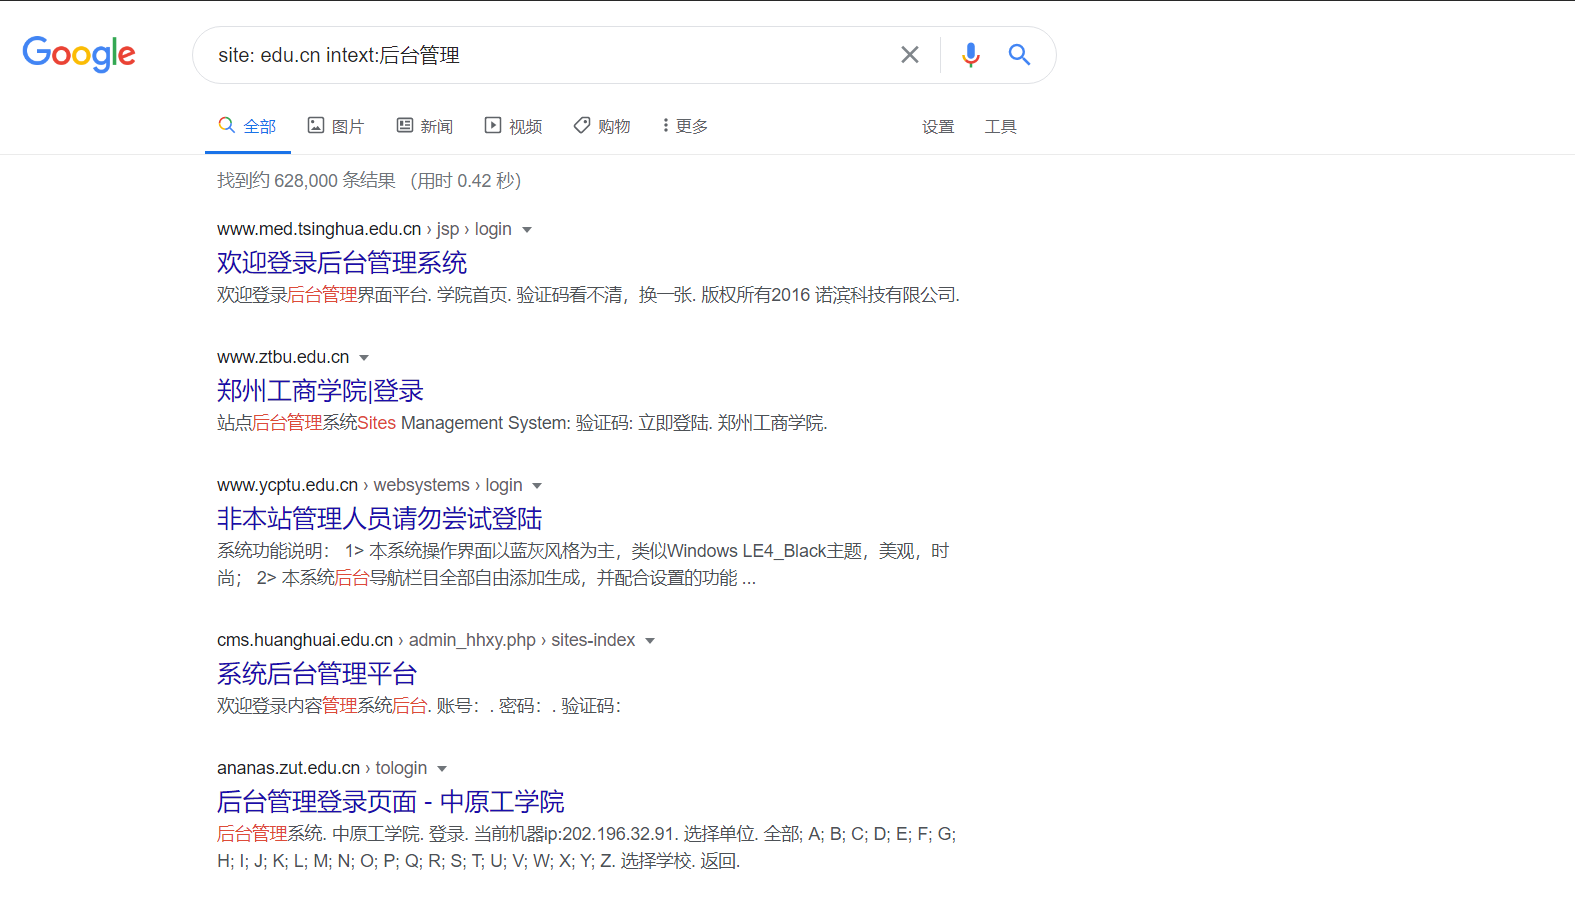 Google
site: edu.cn intext:后台管理
全部 图片 新闻 视频 购物 更多 设置 工具
找到约 628,000 条结果 （用时 0.42 秒）
www.med.tsinghua.edu.cn › jsp › login
欢迎登录后台管理系统
欢迎登录后台管理界面平台. 学院首页. 验证码看不清，换一张. 版权所有2016 诺滨科技有限公司.
www.ztbu.edu.cn
郑州工商学院|登录
站点后台管理系统Sites Management System: 验证码: 立即登陆. 郑州工商学院.
www.ycptu.edu.cn › websystems › login
非本站管理人员请勿尝试登陆
系统功能说明： 1> 本系统操作界面以蓝灰风格为主，类似Windows LE4_Black主题，美观，时
尚； 2> 本系统后台导航栏目全部自由添加生成，并配合设置的功能 ...
cms.huanghuai.edu.cn › admin_hhxy.php › sites-index
系统后台管理平台
欢迎登录内容管理系统后台. 账号：. 密码：. 验证码：
ananas.zut.edu.cn › tologin
后台管理登录页面 - 中原工学院
后台管理系统. 中原工学院. 登录. 当前机器ip:202.196.32.91. 选择单位. 全部; A; B; C; D; E; F; G;
H; I; J; K; L; M; N; O; P; Q; R; S; T; U; V; W; X; Y; Z. 选择学校. 返回.